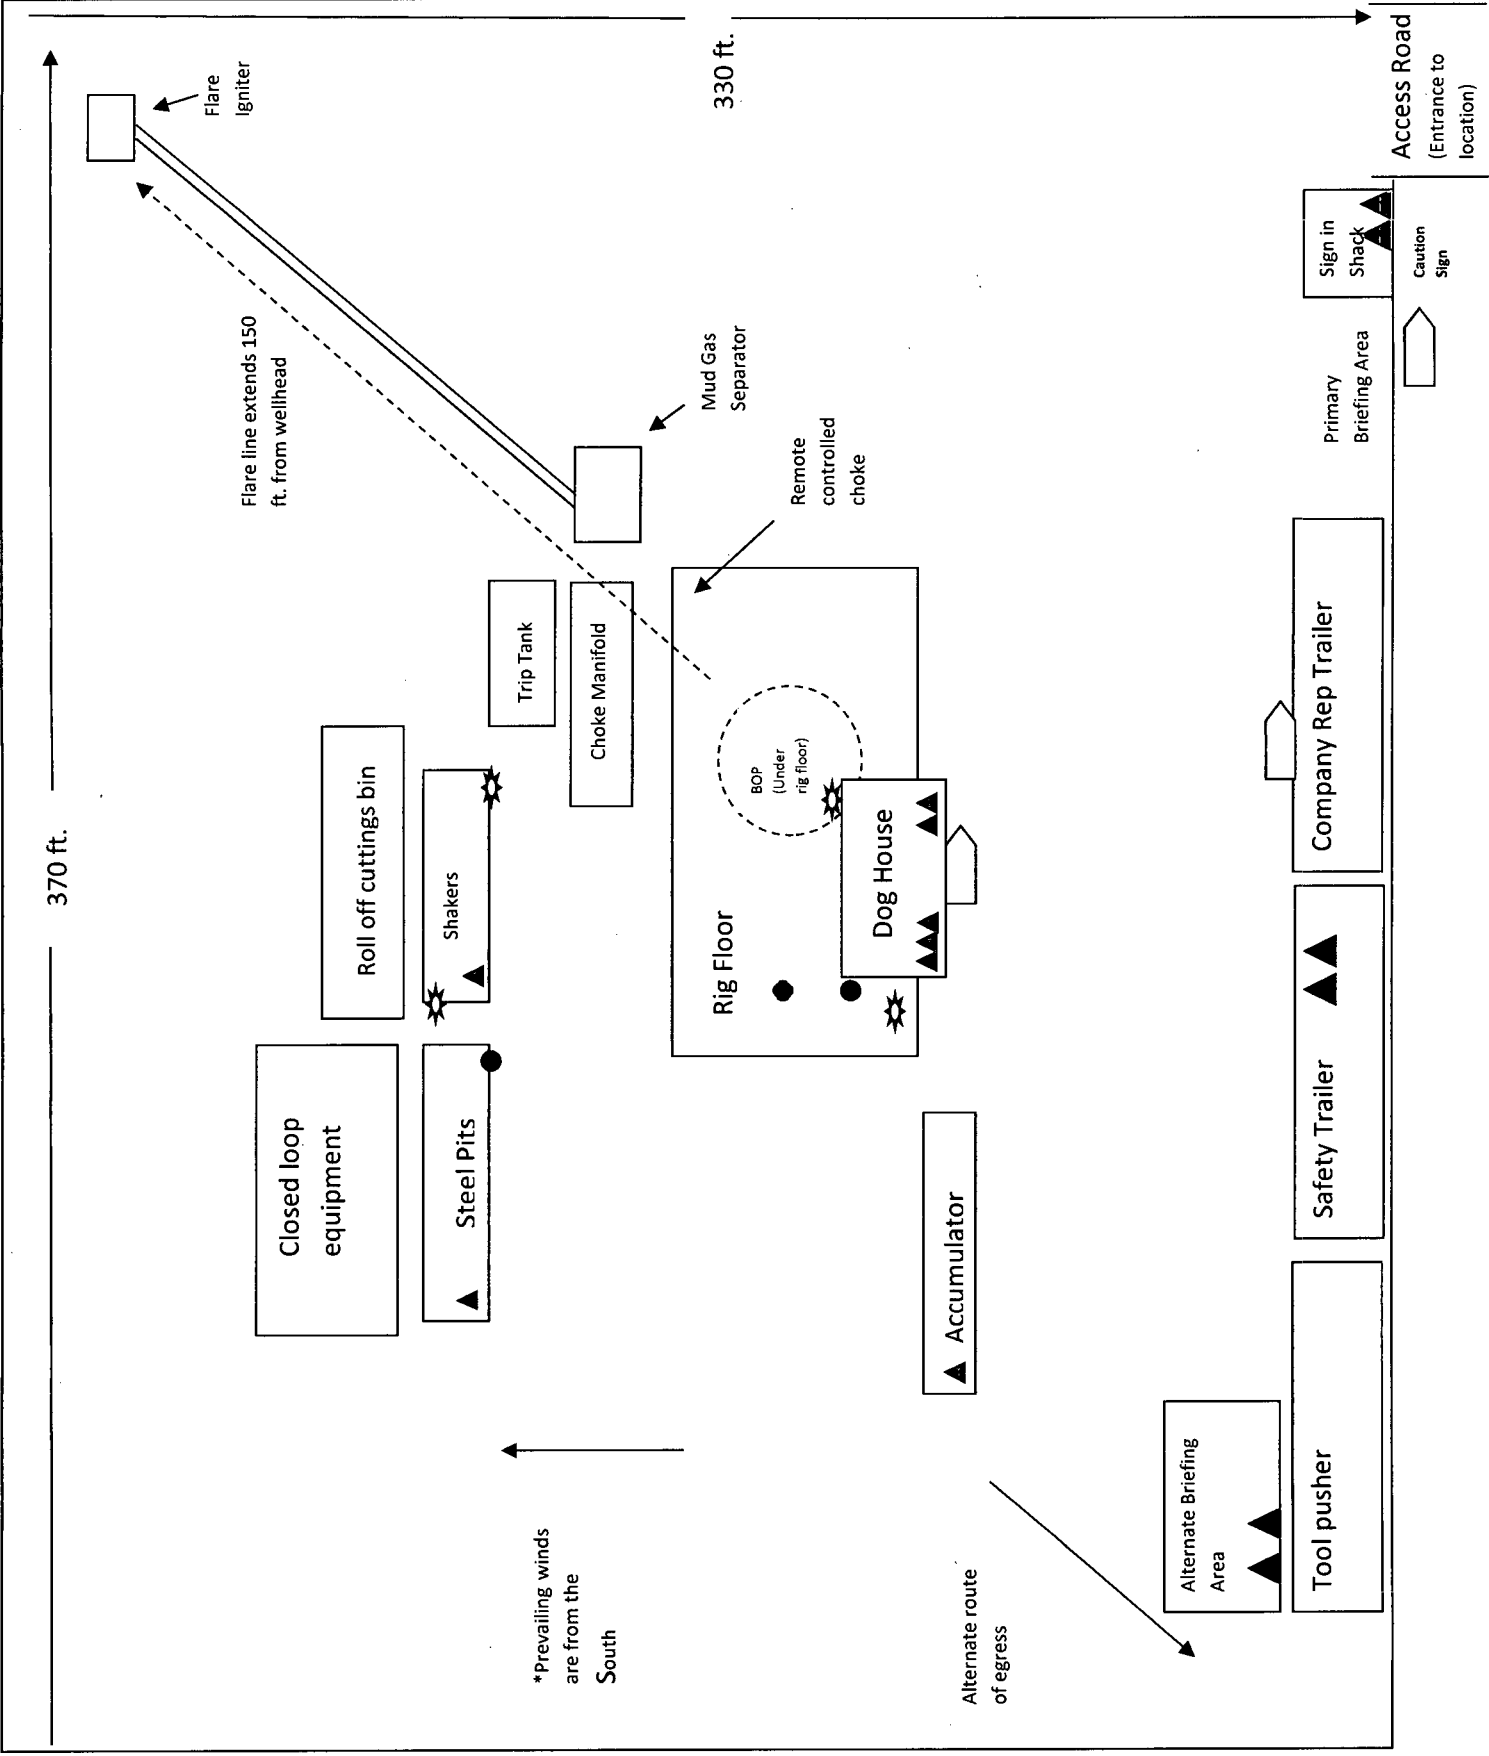 370 ft.
330 ft.
Flare
Igniter
Flare line extends 150
ft. from wellhead
Closed loop
equipment
Roll off cuttings bin
Steel Pits
Shakers
Trip Tank
Choke Manifold
Mud Gas
Separator
*Prevailing winds
are from the
South
Rig Floor
BOP
(Under
rig floor)
Remote
controlled
choke
Dog House
Accumulator
Alternate route
of egress
Alternate Briefing
Area
Tool pusher
Safety Trailer
Company Rep Trailer
Primary
Briefing Area
Sign in
Shack
Caution
Sign
Access Road
(Entrance to
location)